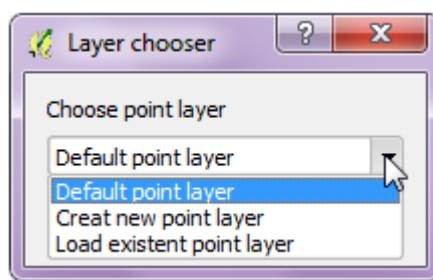 Layer chooser
Choose point layer
Default point layer
Default point layer
Creat new point layer
Load existent point layer